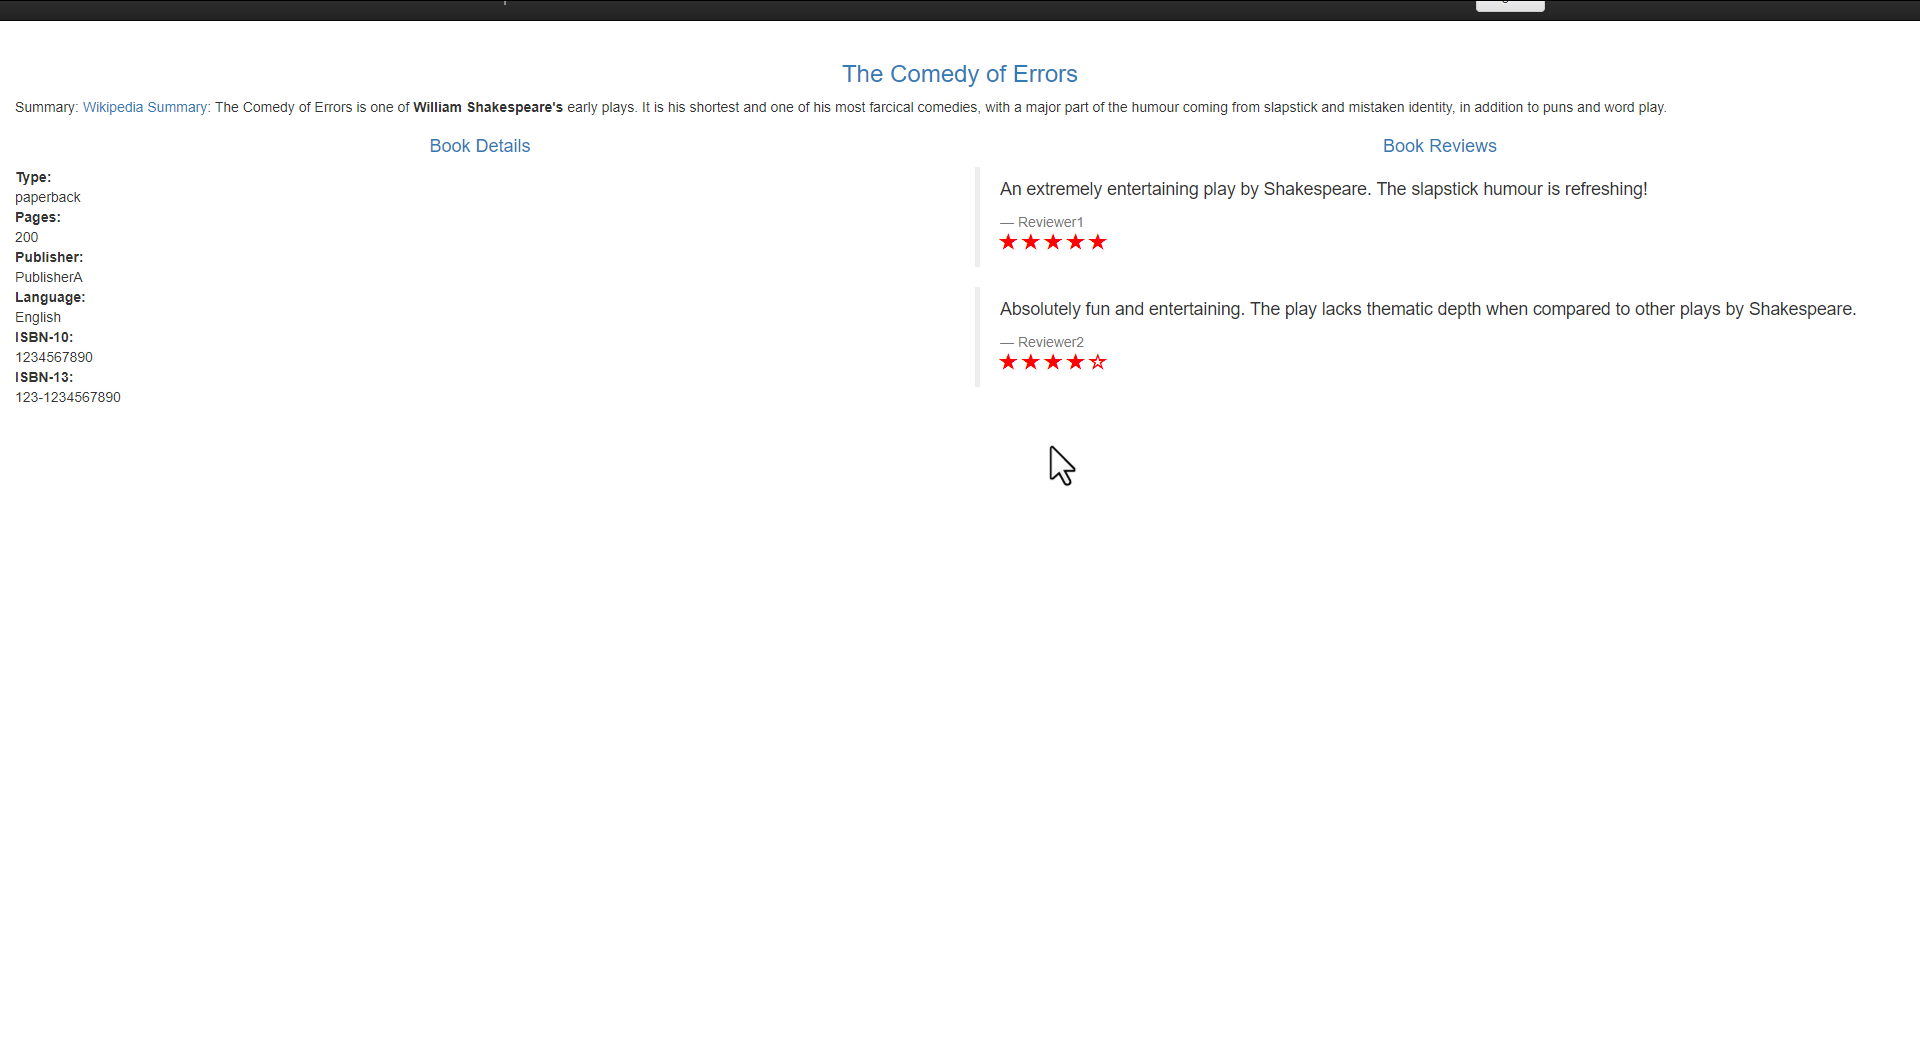 The Comedy of Errors
Summary: Wikipedia Summary: The Comedy of Errors is one of William Shakespeare's early plays. It is his shortest and one of his most farcical comedies, with a major part of the humour coming from slapstick and mistaken identity, in addition to puns and word play.
Book Details
Type:
paperback
Pages:
200
Publisher:
PublisherA
Language:
English
ISBN-10:
1234567890
ISBN-13:
123-1234567890
Book Reviews
An extremely entertaining play by Shakespeare. The slapstick humour is refreshing!
— Reviewer1
★★★★★
Absolutely fun and entertaining. The play lacks thematic depth when compared to other plays by Shakespeare.
— Reviewer2
★★★★☆